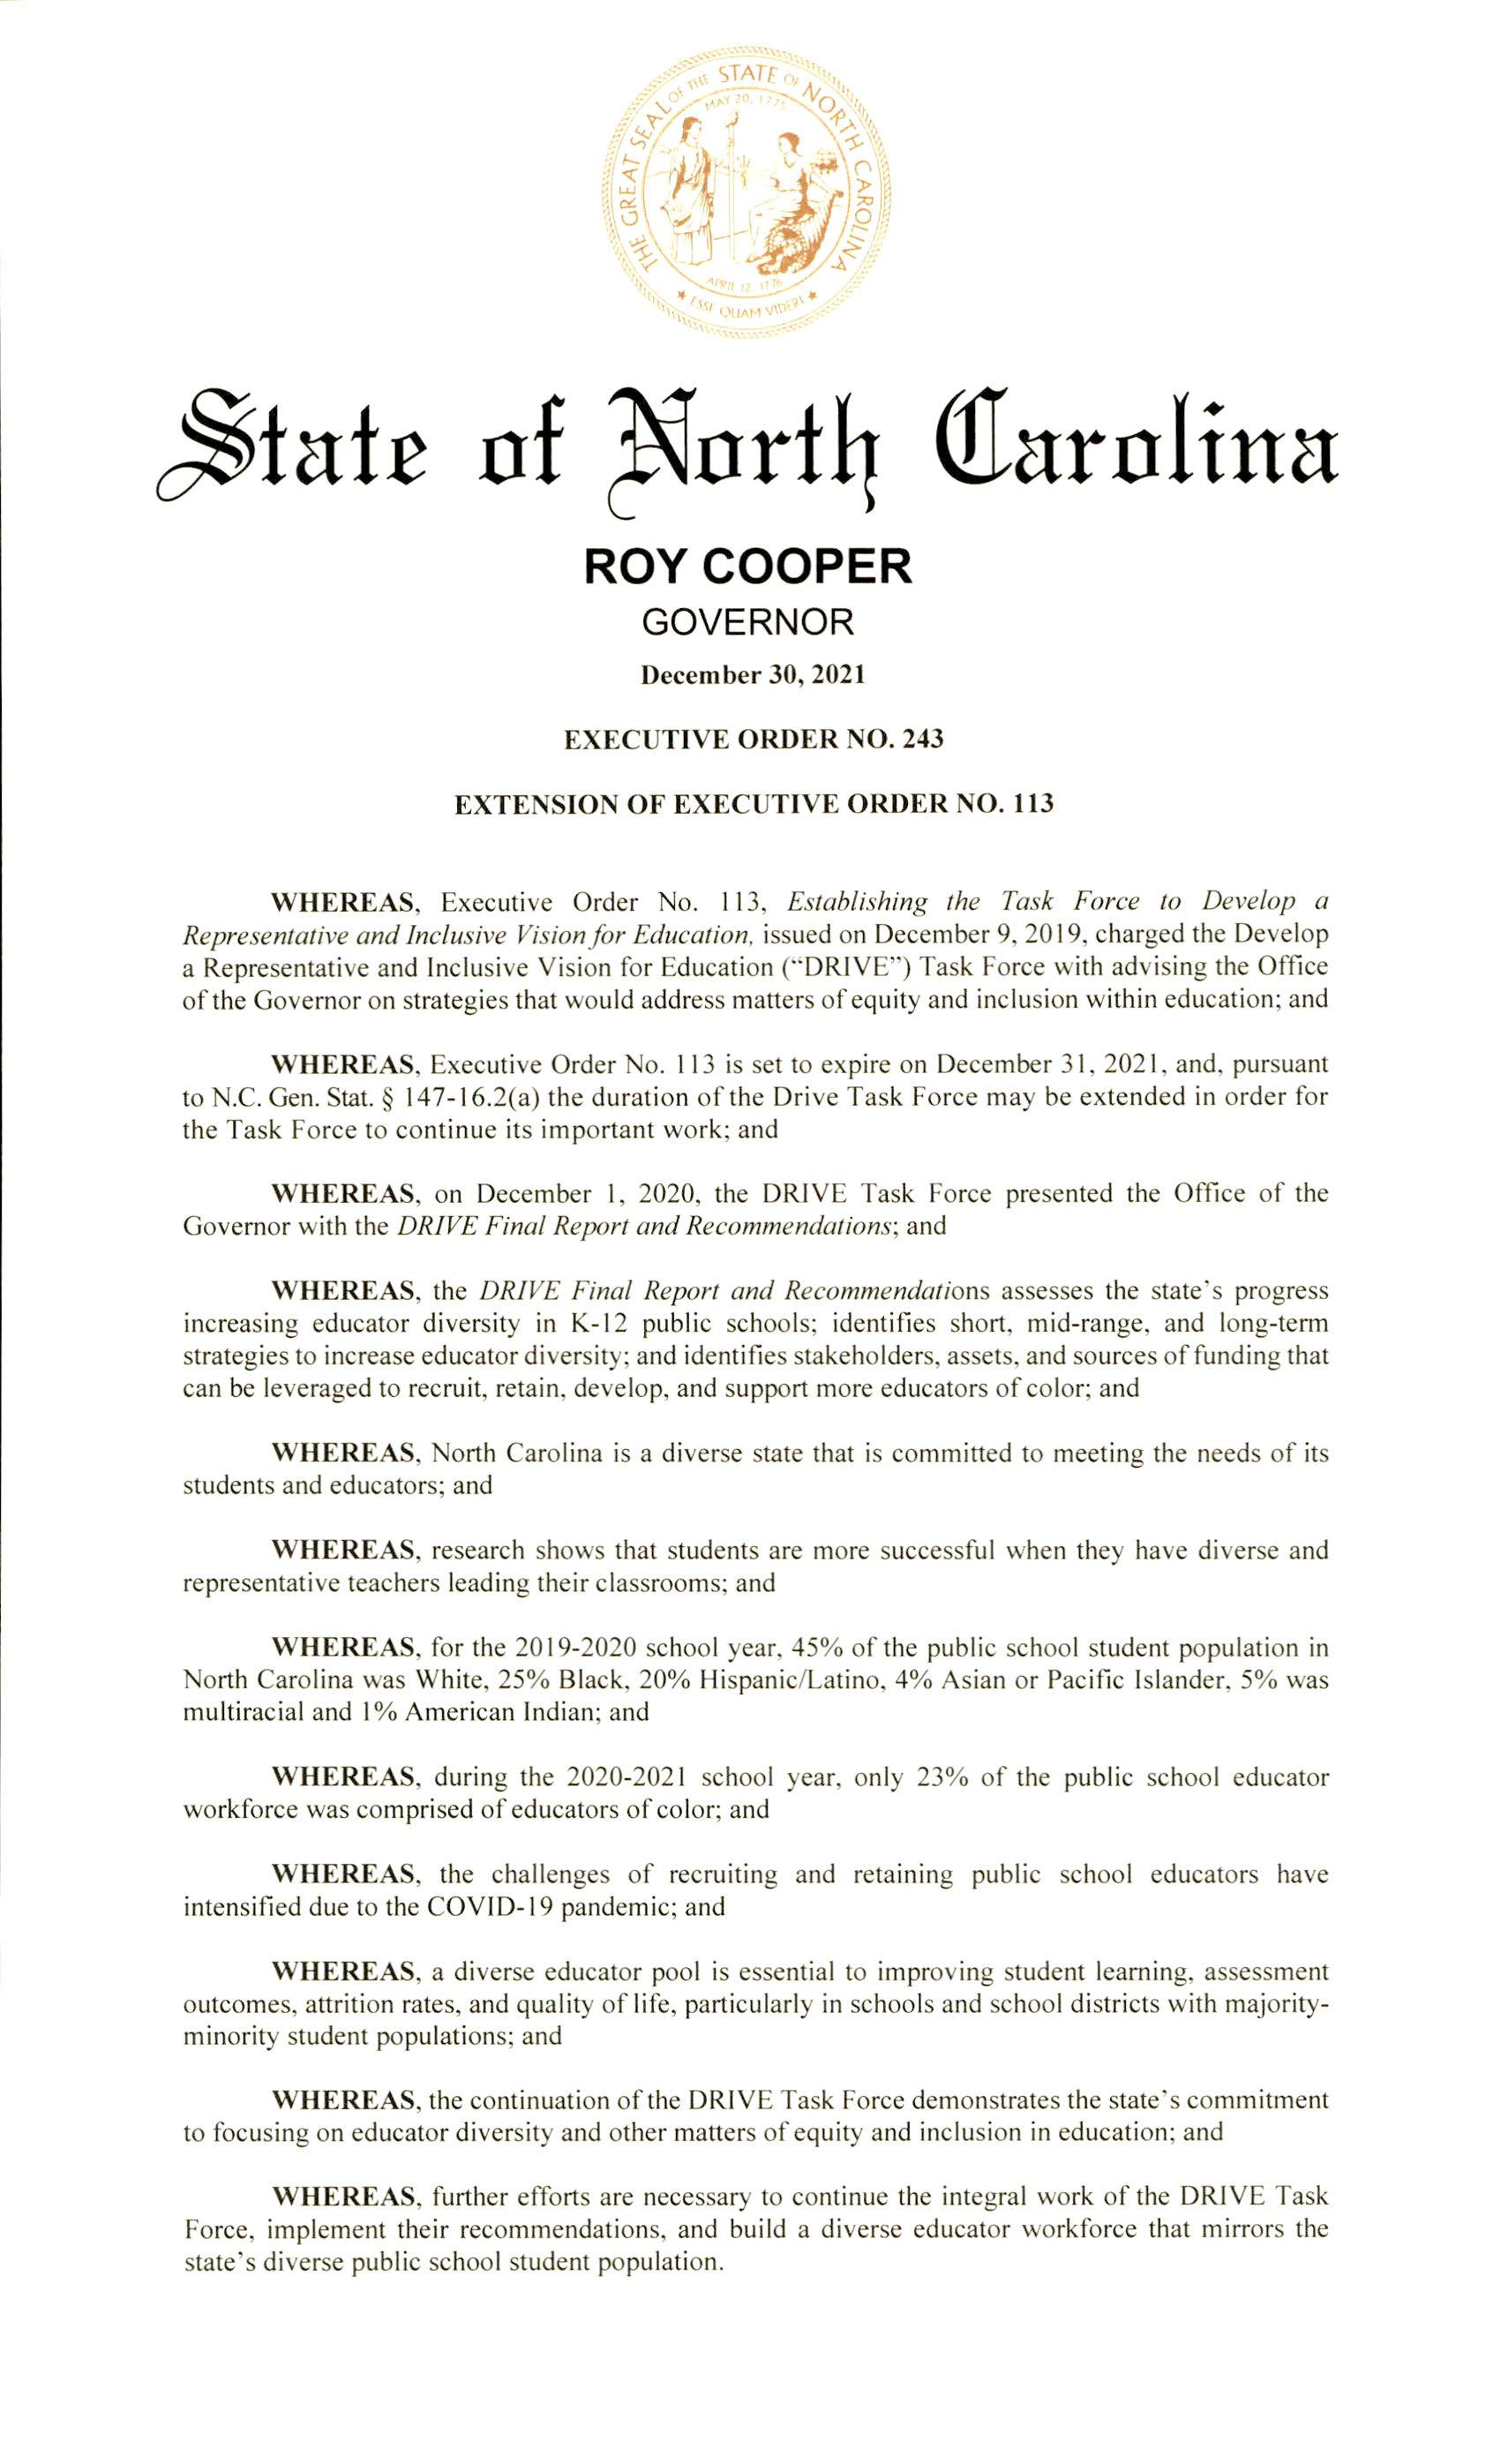 THE GREAT SEAL OF THE STATE OF NORTH CAROLINA
MAY 20, 1775
APRIL 12, 1776
ESSE QUAM VIDERI
State of North Carolina
ROY COOPER
GOVERNOR
December 30, 2021
EXECUTIVE ORDER NO. 243
EXTENSION OF EXECUTIVE ORDER NO. 113
WHEREAS, Executive Order No. 113, Establishing the Task Force to Develop a
Representative and Inclusive Vision for Education, issued on December 9, 2019, charged the Develop
a Representative and Inclusive Vision for Education (“DRIVE”) Task Force with advising the Office
of the Governor on strategies that would address matters of equity and inclusion within education; and
WHEREAS, Executive Order No. 113 is set to expire on December 31, 2021, and, pursuant
to N.C. Gen. Stat. § 147-16.2(a) the duration of the Drive Task Force may be extended in order for
the Task Force to continue its important work; and
WHEREAS, on December 1, 2020, the DRIVE Task Force presented the Office of the
Governor with the DRIVE Final Report and Recommendations; and
WHEREAS, the DRIVE Final Report and Recommendations assesses the state’s progress
increasing educator diversity in K-12 public schools; identifies short, mid-range, and long-term
strategies to increase educator diversity; and identifies stakeholders, assets, and sources of funding that
can be leveraged to recruit, retain, develop, and support more educators of color; and
WHEREAS, North Carolina is a diverse state that is committed to meeting the needs of its
students and educators; and
WHEREAS, research shows that students are more successful when they have diverse and
representative teachers leading their classrooms; and
WHEREAS, for the 2019-2020 school year, 45% of the public school student population in
North Carolina was White, 25% Black, 20% Hispanic/Latino, 4% Asian or Pacific Islander, 5% was
multiracial and 1% American Indian; and
WHEREAS, during the 2020-2021 school year, only 23% of the public school educator
workforce was comprised of educators of color; and
WHEREAS, the challenges of recruiting and retaining public school educators have
intensified due to the COVID-19 pandemic; and
WHEREAS, a diverse educator pool is essential to improving student learning, assessment
outcomes, attrition rates, and quality of life, particularly in schools and school districts with majority-
minority student populations; and
WHEREAS, the continuation of the DRIVE Task Force demonstrates the state’s commitment
to focusing on educator diversity and other matters of equity and inclusion in education; and
WHEREAS, further efforts are necessary to continue the integral work of the DRIVE Task
Force, implement their recommendations, and build a diverse educator workforce that mirrors the
state’s diverse public school student population.